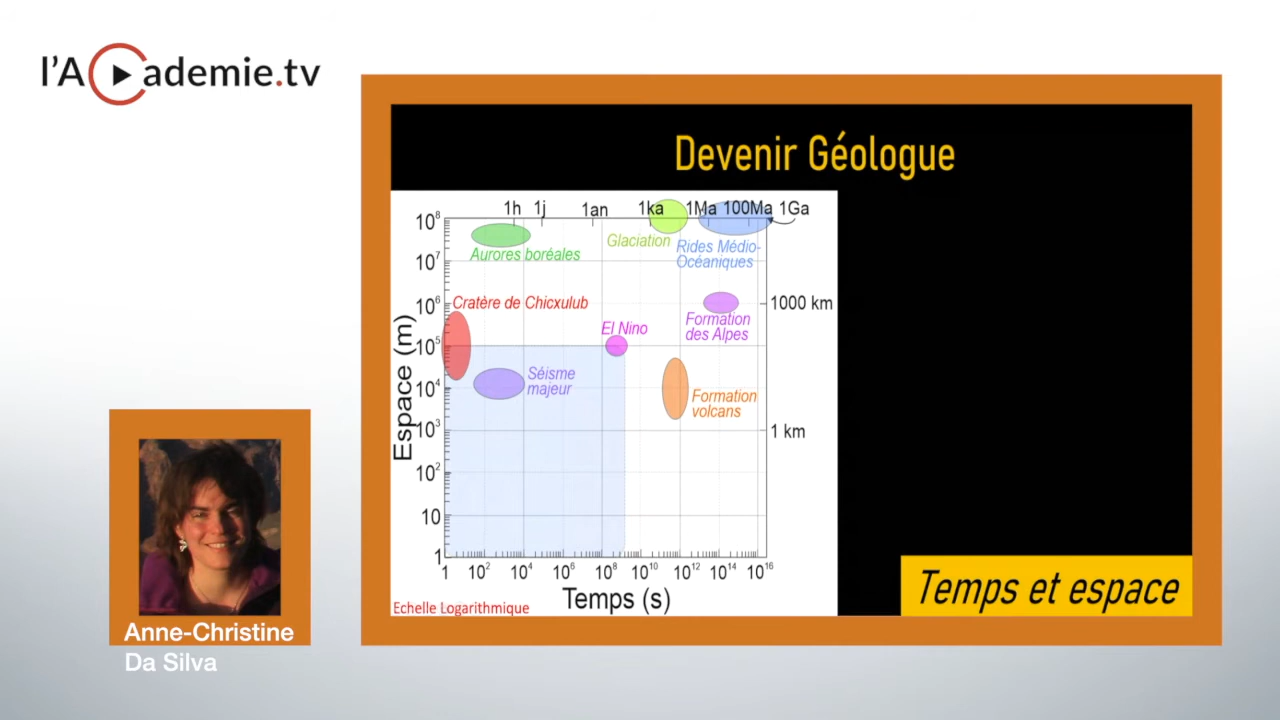 l'Academie.tv
Devenir Géologue
1h 1j 1an 1ka 1Ma 100Ma 1Ga
10⁸
Aurores boréales
Glaciation
Rides Médio-
Océaniques
10⁷
10⁶
Cratère de Chicxulub
1000 km
Formation
des Alpes
El Nino
10⁵
Séisme
majeur
10⁴
Formation
volcans
10³
1 km
10²
10
1
Espace (m)
1 10² 10⁴ 10⁶ 10⁸ 10¹⁰ 10¹² 10¹⁴ 10¹⁶
Echelle Logarithmique
Temps (s)
Temps et espace
Anne-Christine
Da Silva